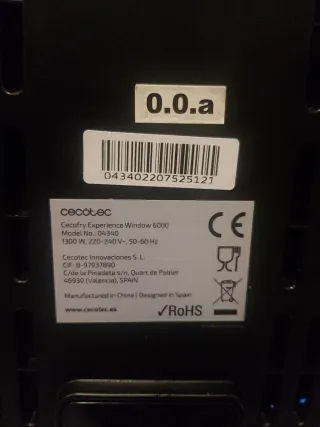 0.0.a
043402207525121
cecotec
Cecofry Experience Window 6000
Model No.: 04340
1300 W, 220-240 V~, 50-60 Hz
Cecotec Innovaciones S.L.
CIF: B-97937890
C/de la Pinadeta s/n, Quart de Poblet
46930 (Valencia), SPAIN
Manufactured in China | Designed in Spain
www.cecotec.es
CE
✓RoHS